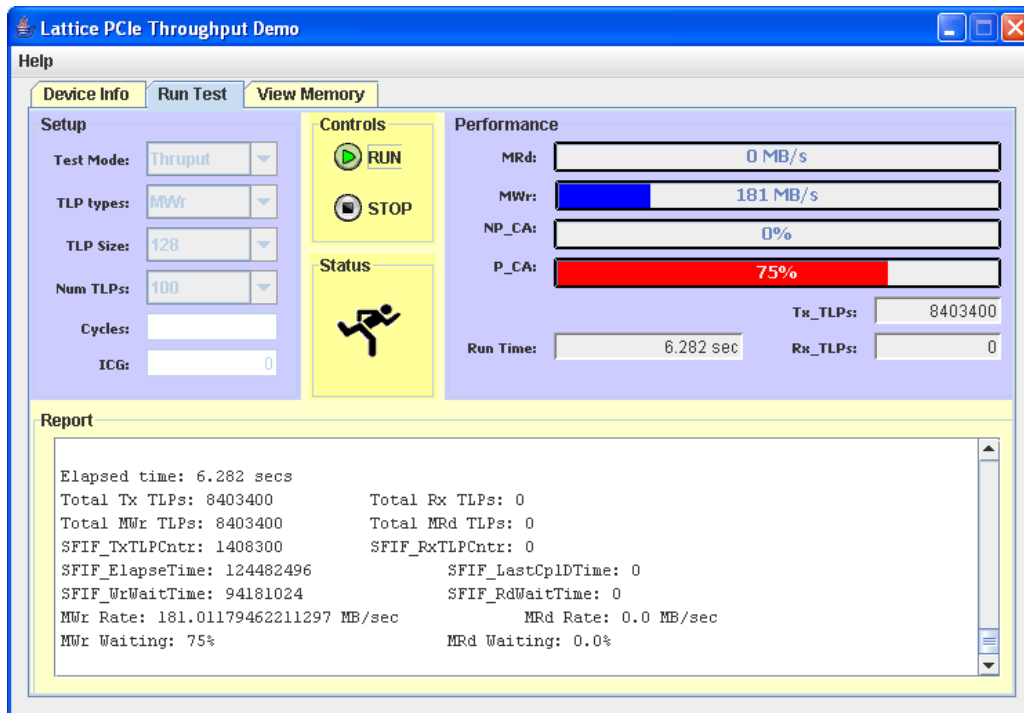 Lattice PCIe Throughput Demo
Help
Device Info Run Test View Memory
Setup
Test Mode: Thruput
TLP types: MWr
TLP Size: 128
Num TLPs: 100
Cycles:
ICG: 0
Controls
RUN
STOP
Status
Performance
MRd: 0 MB/s
MWr: 181 MB/s
NP_CA: 0%
P_CA: 75%
Tx_TLPs: 8403400
Run Time: 6.282 sec Rx_TLPs: 0
Report
Elapsed time: 6.282 secs
Total Tx TLPs: 8403400 Total Rx TLPs: 0
Total MWr TLPs: 8403400 Total MRd TLPs: 0
SFIF_TxTLPCntr: 1408300 SFIF_RxTLPCntr: 0
SFIF_ElapseTime: 124482496 SFIF_LastCplDTime: 0
SFIF_WrWaitTime: 94181024 SFIF_RdWaitTime: 0
MWr Rate: 181.01179462211297 MB/sec MRd Rate: 0.0 MB/sec
MWr Waiting: 75% MRd Waiting: 0.0%